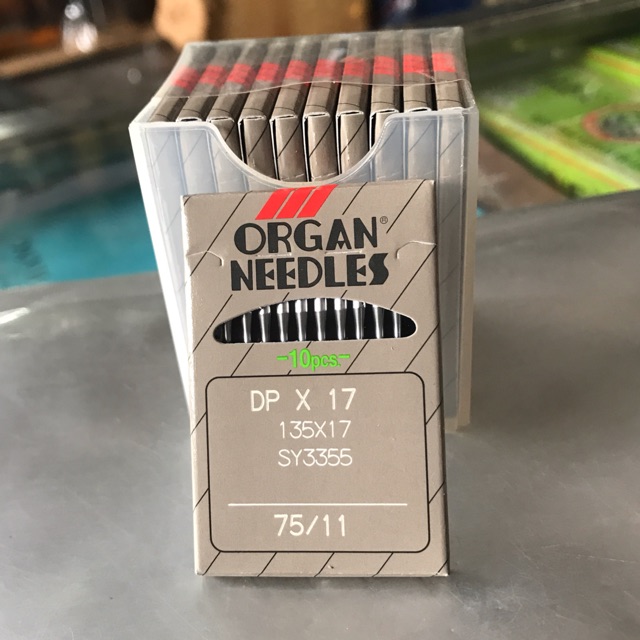 ORGAN®
NEEDLES
-10pcs.-
DP X 17
135X17
SY3355
75/11